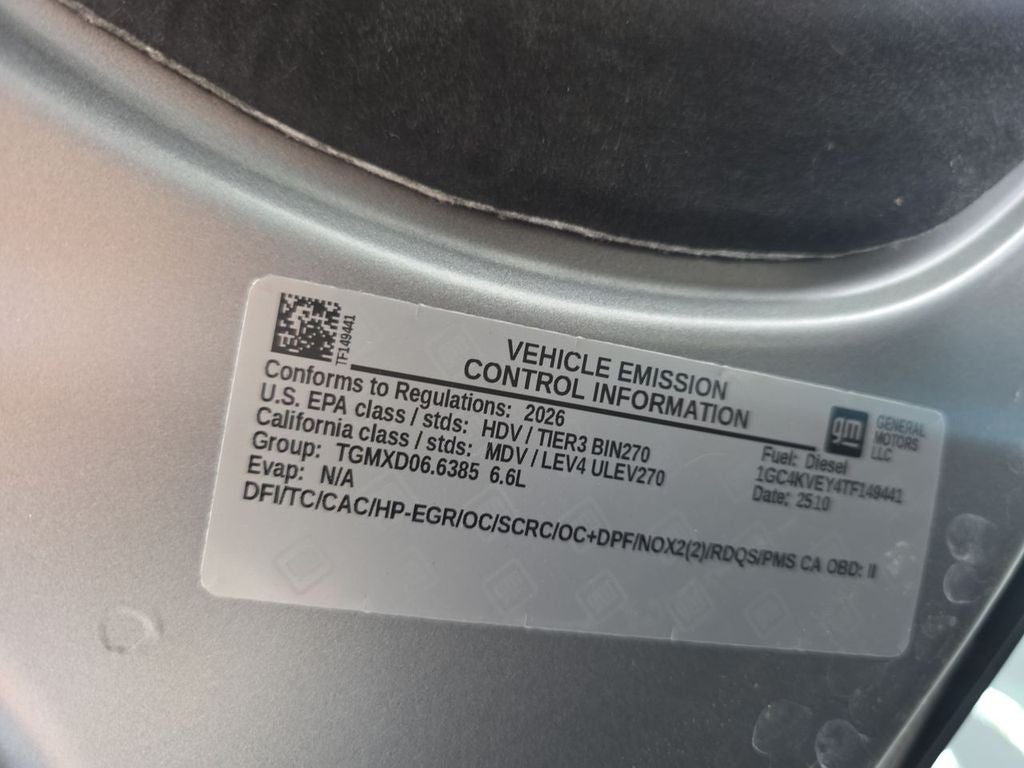 TF149441
VEHICLE EMISSION
CONTROL INFORMATION
gm
GENERAL
MOTORS
LLC
Conforms to Regulations: 2026
U.S. EPA class / stds: HDV / TIER3 BIN270
California class / stds: MDV / LEV4 ULEV270
Group: TGMXD06.6385 6.6L
Evap: N/A
Fuel: Diesel
1GC4KVEY4TF149441
Date: 2510
DFI/TC/CAC/HP-EGR/OC/SCRC/OC+DPF/NOX2(2)/RDQS/PMS CA OBD: II